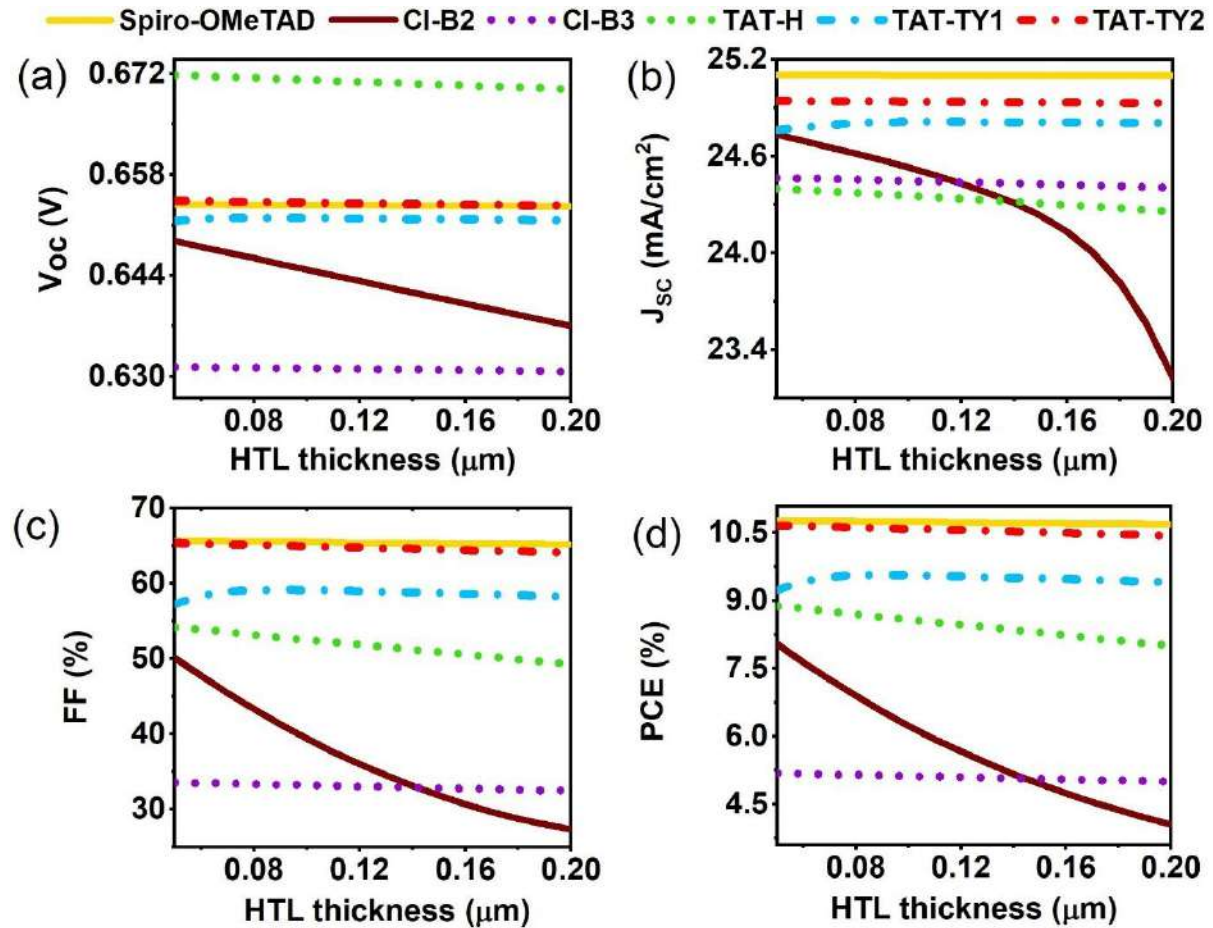 Spiro-OMeTAD CI-B2 CI-B3 TAT-H TAT-TY1 TAT-TY2
(a)
0.672
0.658
0.644
0.630
Voc (V)
0.08 0.12 0.16 0.20
HTL thickness (μm)
(b)
25.2
24.6
24.0
23.4
JSC (mA/cm²)
0.08 0.12 0.16 0.20
HTL thickness (μm)
(c)
70
60
50
40
30
FF (%)
0.08 0.12 0.16 0.20
HTL thickness (μm)
(d)
10.5
9.0
7.5
6.0
4.5
PCE (%)
0.08 0.12 0.16 0.20
HTL thickness (μm)